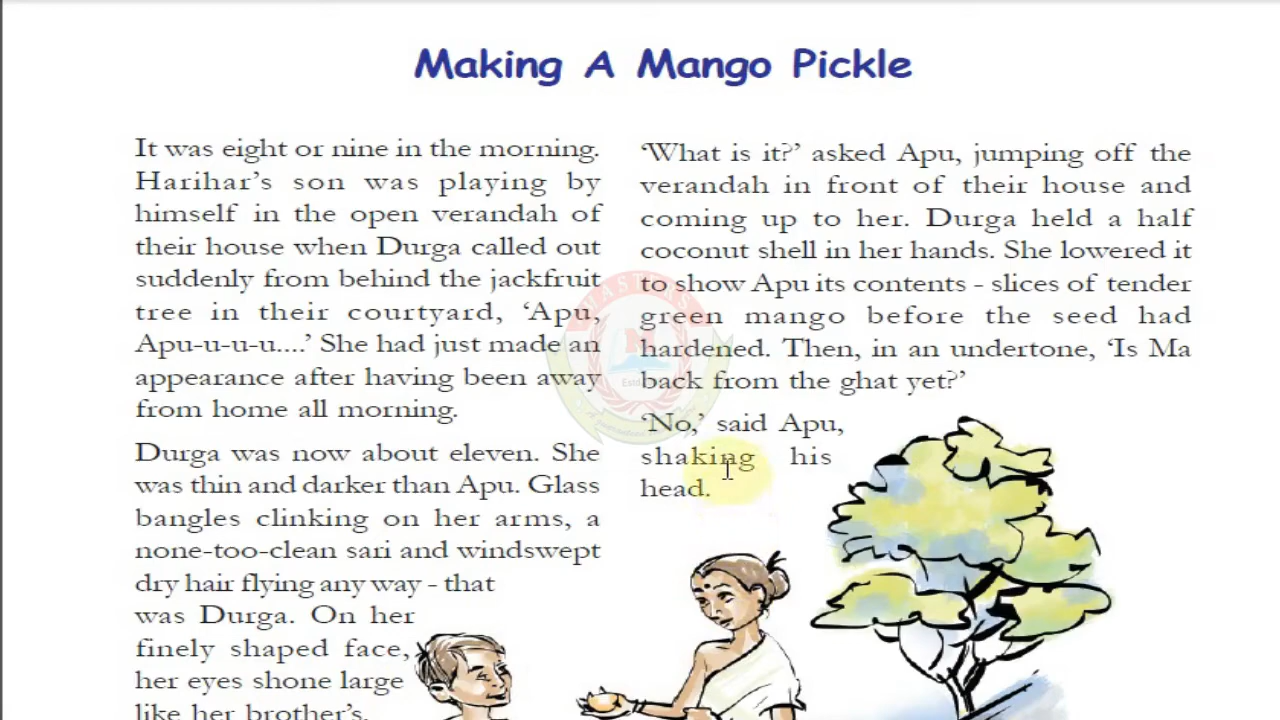 Making A Mango Pickle
It was eight or nine in the morning.
Harihar's son was playing by
himself in the open verandah of
their house when Durga called out
suddenly from behind the jackfruit
tree in their courtyard, ‘Apu,
Apu-u-u-u....’ She had just made an
appearance after having been away
from home all morning.
Durga was now about eleven. She
was thin and darker than Apu. Glass
bangles clinking on her arms, a
none-too-clean sari and windswept
dry hair flying any way - that
was Durga. On her
finely shaped face,
her eyes shone large
like her brother's.
‘What is it?’ asked Apu, jumping off the
verandah in front of their house and
coming up to her. Durga held a half
coconut shell in her hands. She lowered it
to show Apu its contents - slices of tender
green mango before the seed had
hardened. Then, in an undertone, ‘Is Ma
back from the ghat yet?’
‘No,’ said Apu,
shaking his
head.
MASTERS